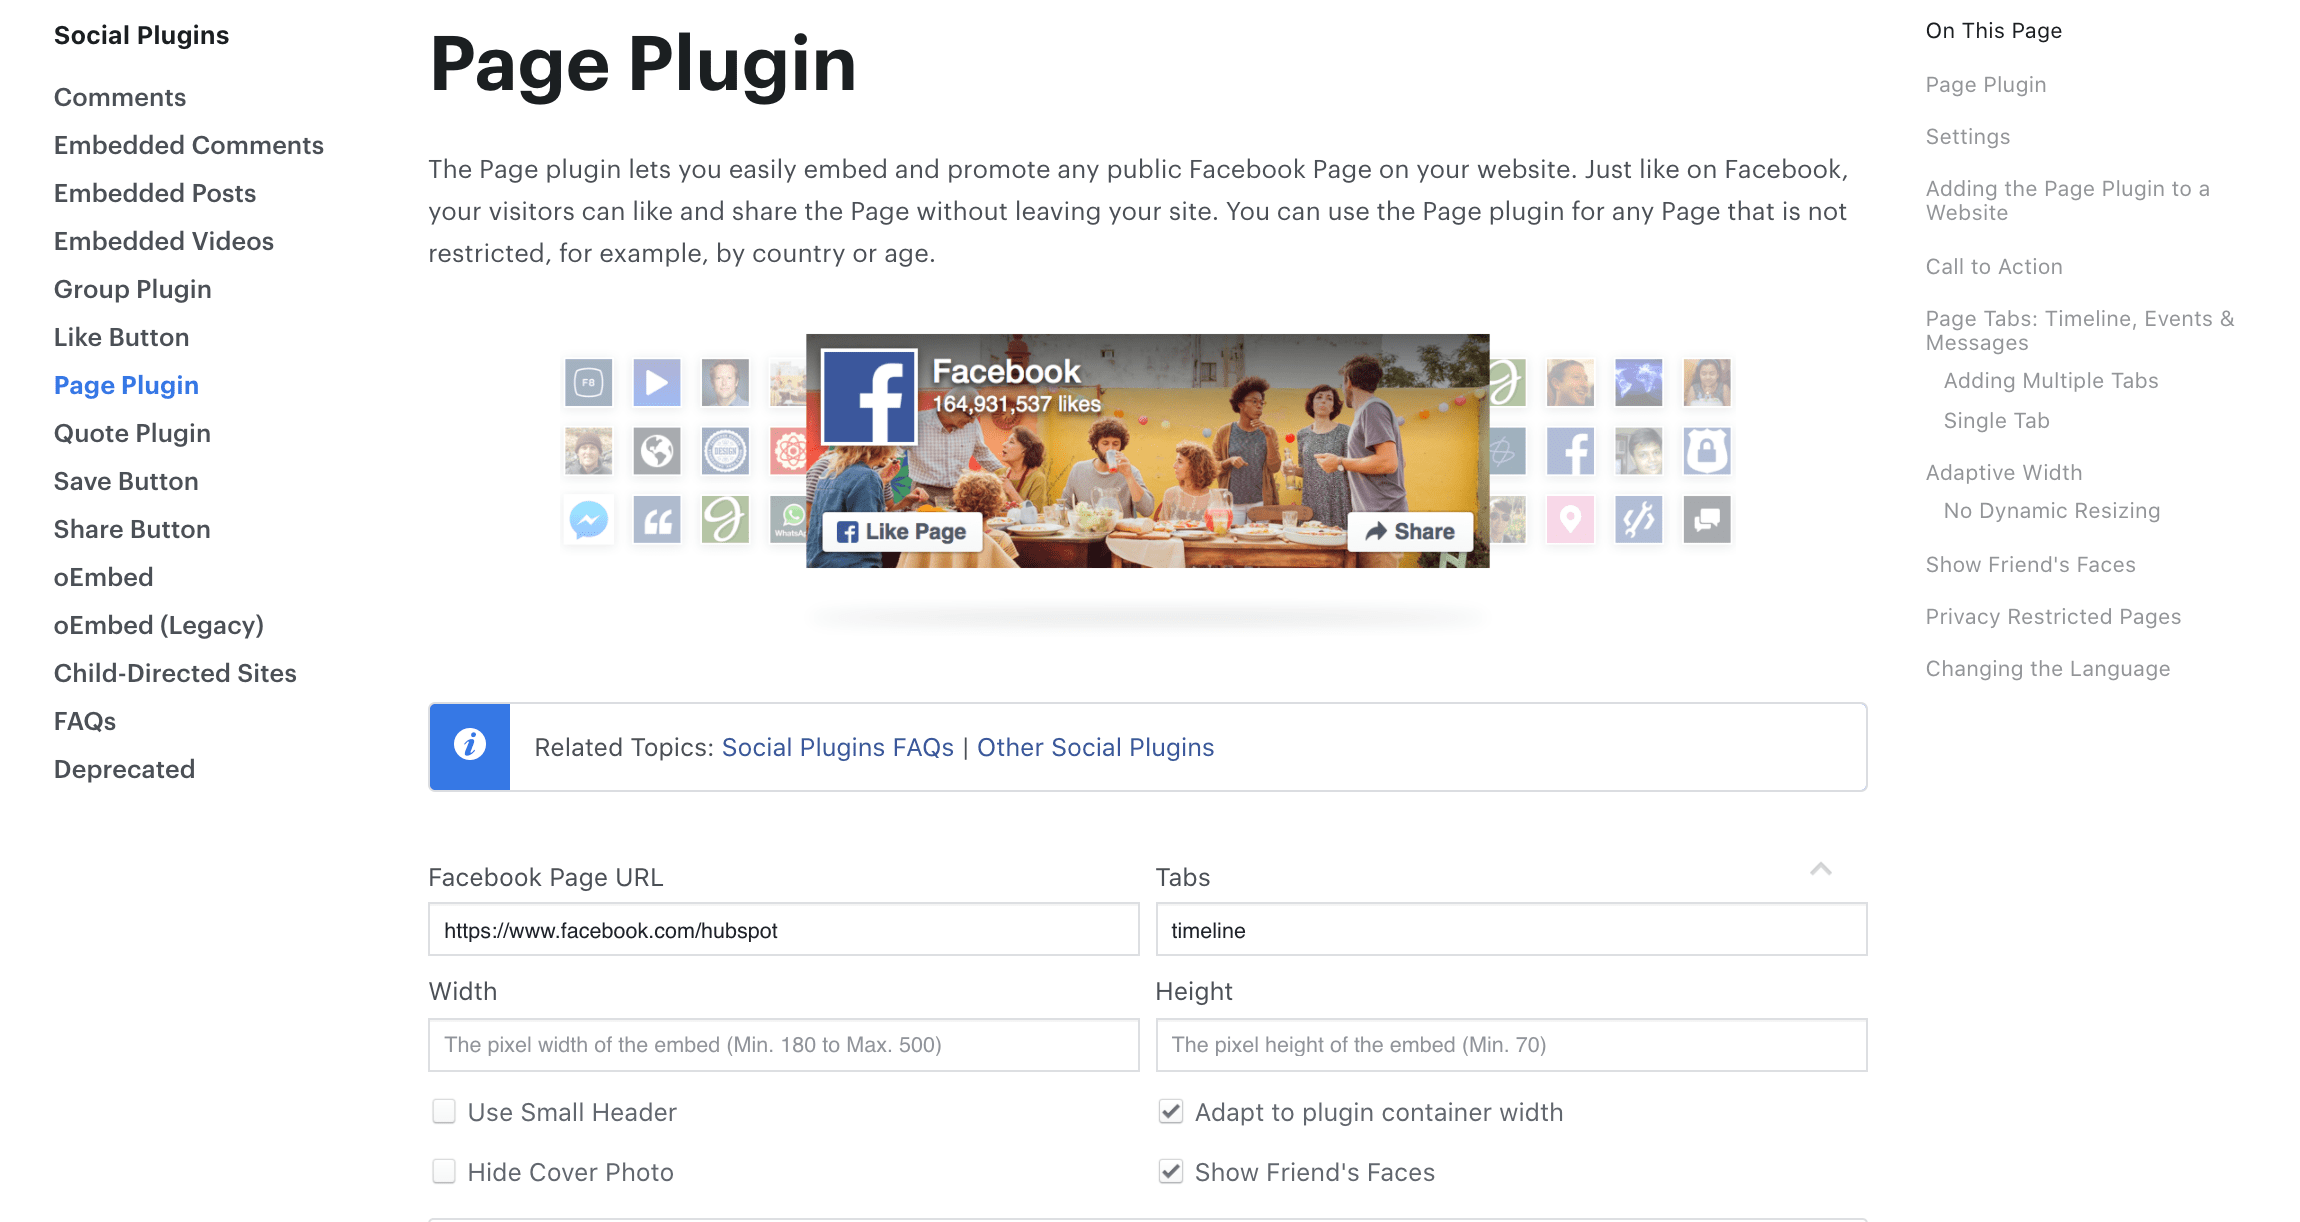 Social Plugins
Comments
Embedded Comments
Embedded Posts
Embedded Videos
Group Plugin
Like Button
Page Plugin
Quote Plugin
Save Button
Share Button
oEmbed
oEmbed (Legacy)
Child-Directed Sites
FAQs
Deprecated
Page Plugin
The Page plugin lets you easily embed and promote any public Facebook Page on your website. Just like on Facebook,
your visitors can like and share the Page without leaving your site. You can use the Page plugin for any Page that is not
restricted, for example, by country or age.
F8
DESIGN
WhatsAp
Facebook
164,931,537 likes
Like Page
Share
Related Topics: Social Plugins FAQs | Other Social Plugins
Facebook Page URL
https://www.facebook.com/hubspot
Tabs
timeline
Width
The pixel width of the embed (Min. 180 to Max. 500)
Height
The pixel height of the embed (Min. 70)
Use Small Header
Adapt to plugin container width
Hide Cover Photo
Show Friend's Faces
On This Page
Page Plugin
Settings
Adding the Page Plugin to a
Website
Call to Action
Page Tabs: Timeline, Events &
Messages
Adding Multiple Tabs
Single Tab
Adaptive Width
No Dynamic Resizing
Show Friend's Faces
Privacy Restricted Pages
Changing the Language